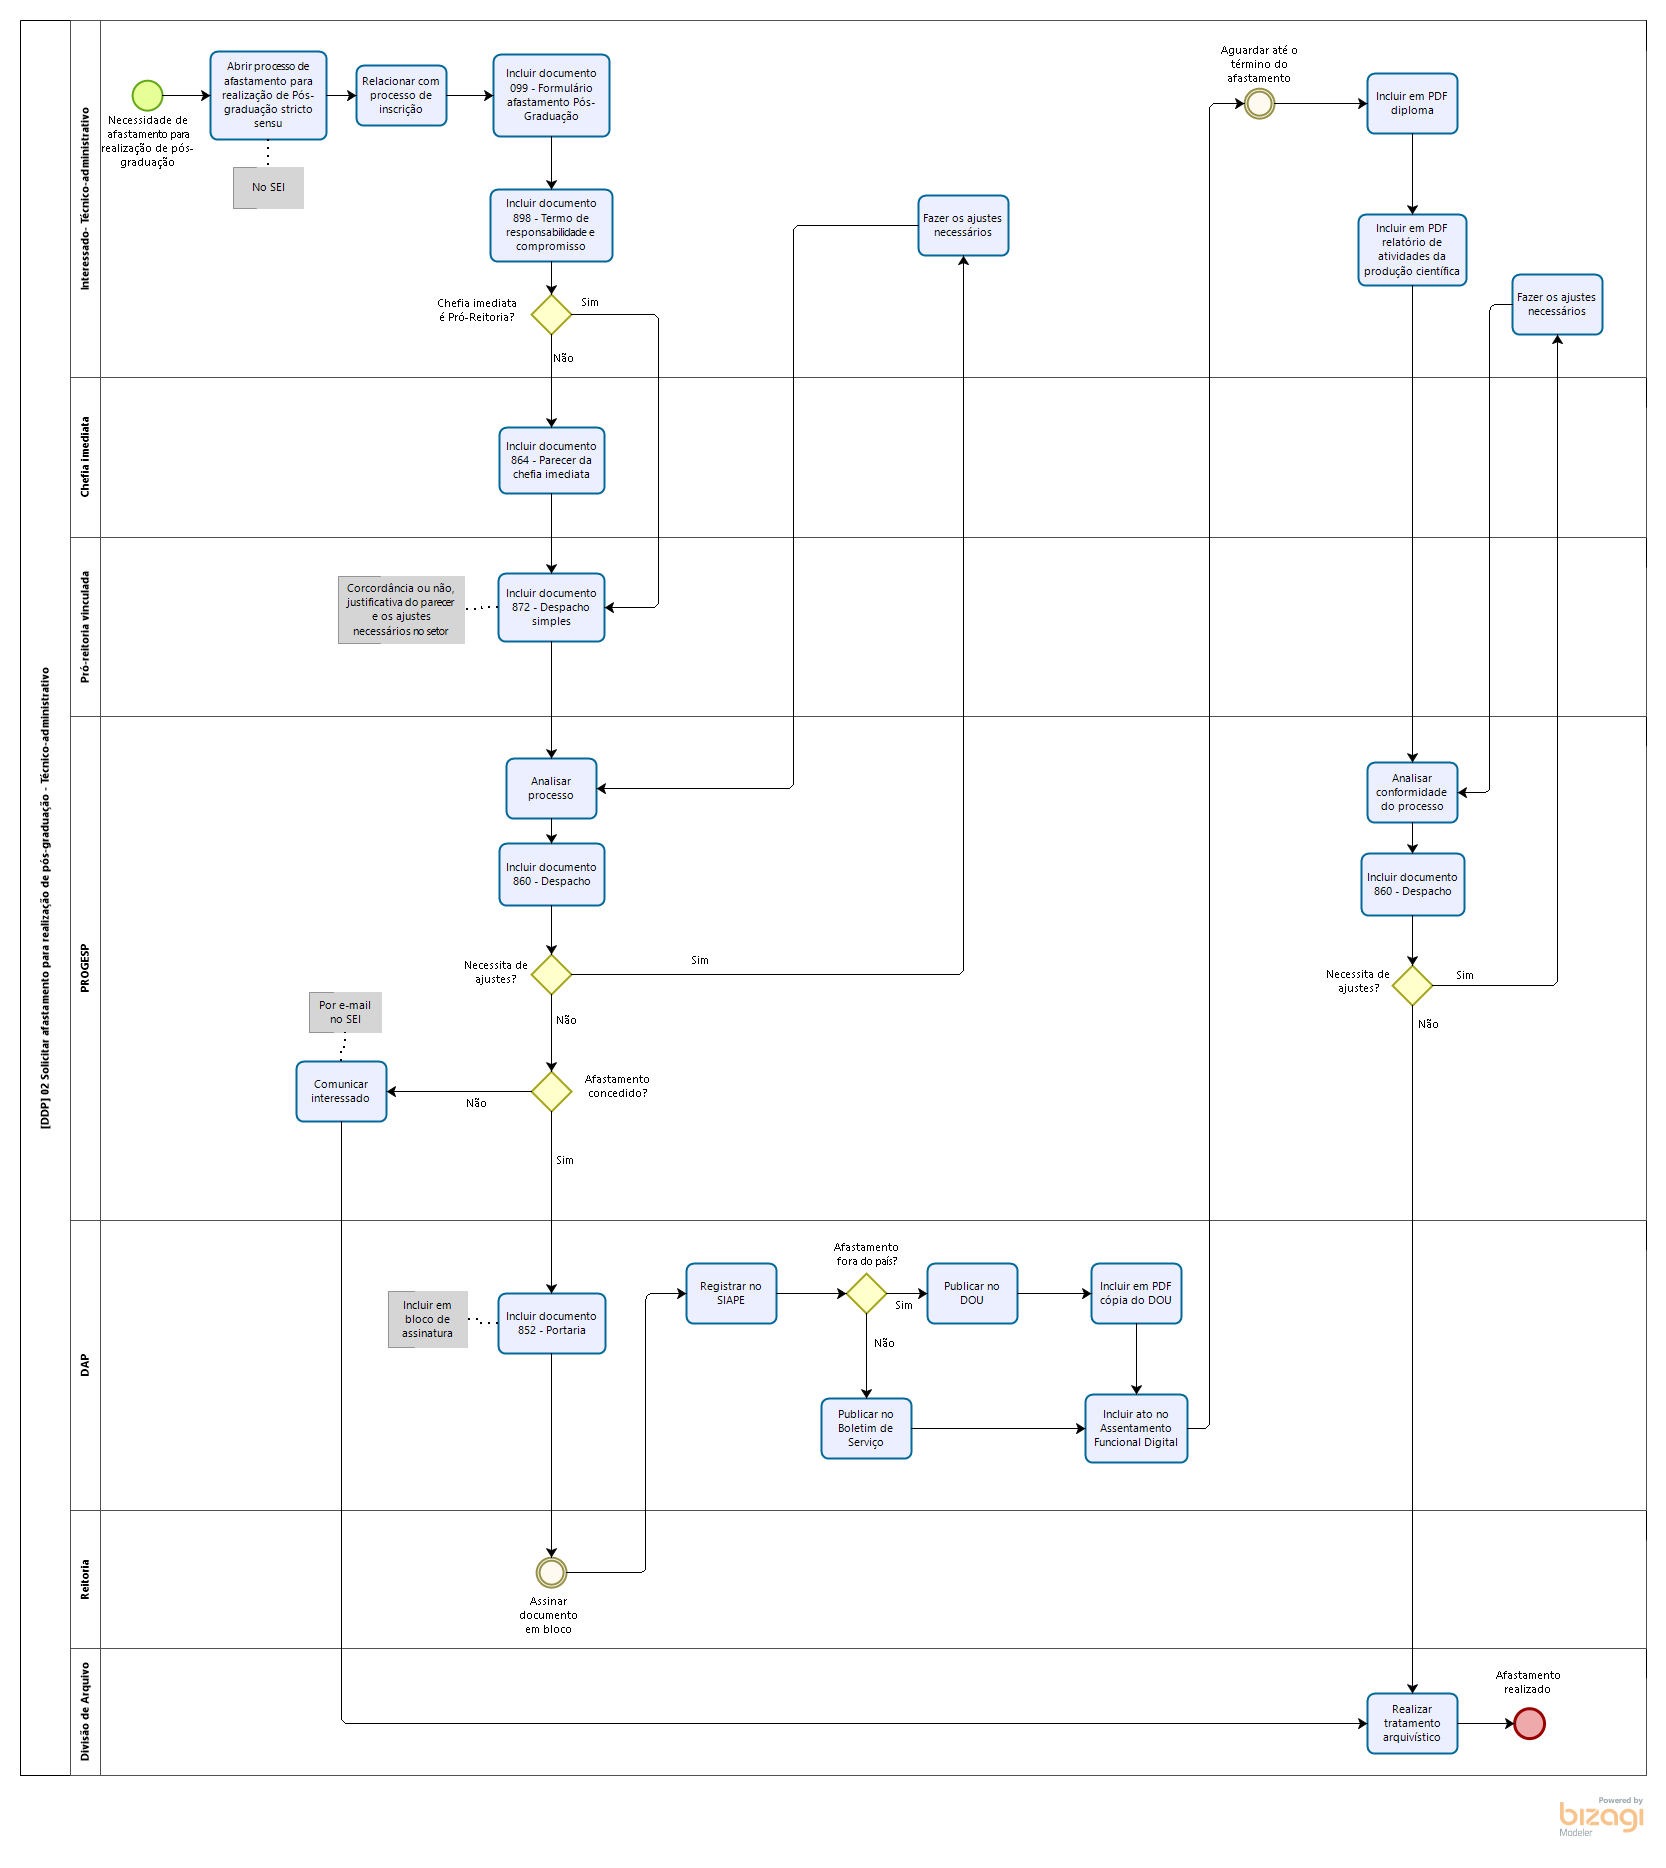 [DDP] 02 Solicitar afastamento para realização de pós-graduação - Técnico-administrativo
Interessado- Técnico-administrativo
Necessidade de
afastamento para
realização de pós-
graduação
Abrir processo de
afastamento para
realização de Pós-
graduação stricto
sensu
No SEI
Relacionar com
processo de
inscrição
Incluir documento
099 - Formulário
afastamento Pós-
Graduação
Incluir documento
898 - Termo de
responsabilidade e
compromisso
Chefia imediata
é Pró-Reitoria?
Sim
Não
Fazer os ajustes
necessários
Aguardar até o
término do
afastamento
Incluir em PDF
diploma
Incluir em PDF
relatório de
atividades da
produção científica
Fazer os ajustes
necessários
Chefia imediata
Incluir documento
864 - Parecer da
chefia imediata
Pró-reitoria vinculada
Corcordância ou não,
justificativa do parecer
e os ajustes
necessários no setor
Incluir documento
872 - Despacho
simples
PROGESP
Analisar
processo
Incluir documento
860 - Despacho
Necessita de
ajustes?
Sim
Não
Por e-mail
no SEI
Comunicar
interessado
Não
Afastamento
concedido?
Sim
Analisar
conformidade
do processo
Incluir documento
860 - Despacho
Necessita de
ajustes?
Sim
Não
DAP
Incluir em
bloco de
assinatura
Incluir documento
852 - Portaria
Registrar no
SIAPE
Afastamento
fora do país?
Sim
Não
Publicar no
DOU
Incluir em PDF
cópia do DOU
Publicar no
Boletim de
Serviço
Incluir ato no
Assentamento
Funcional Digital
Reitoria
Assinar
documento
em bloco
Divisão de Arquivo
Realizar
tratamento
arquivístico
Afastamento
realizado
Powered by
bizagi
Modeler